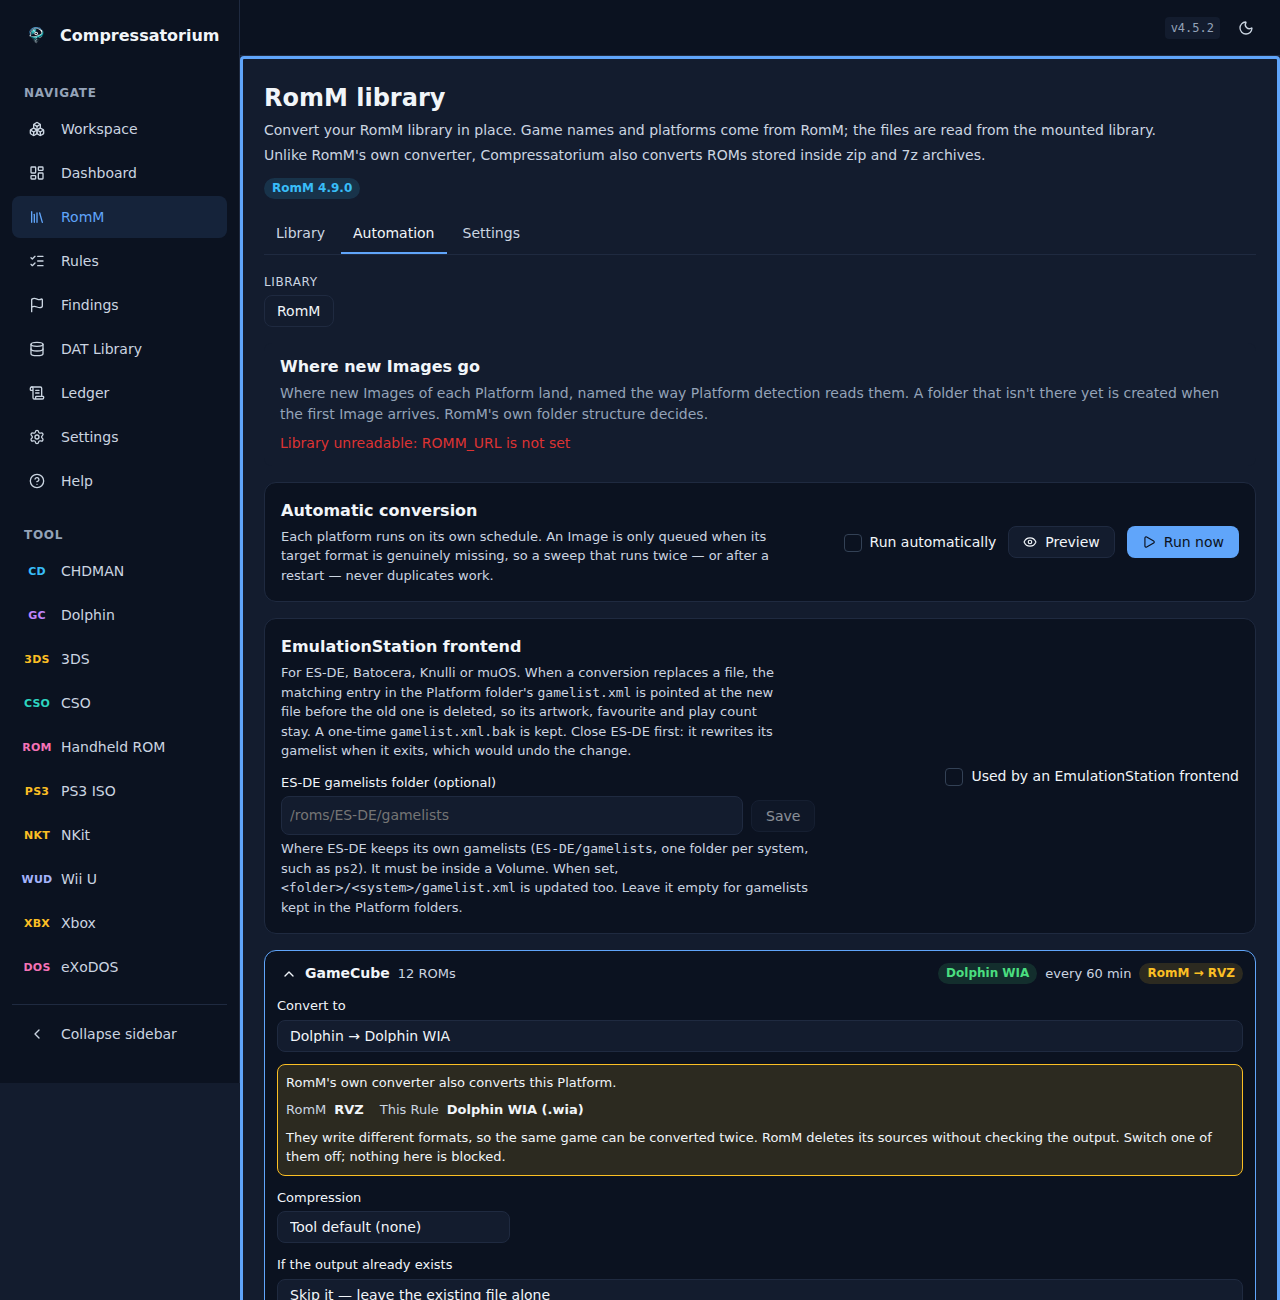 Compressatorium
v4.5.2
NAVIGATE
Workspace
Dashboard
RomM
Rules
Findings
DAT Library
Ledger
Settings
Help
TOOL
CD CHDMAN
GC Dolphin
3DS 3DS
CSO CSO
ROM Handheld ROM
PS3 PS3 ISO
NKT NKit
WUD Wii U
XBX Xbox
DOS eXoDOS
Collapse sidebar
RomM library
Convert your RomM library in place. Game names and platforms come from RomM; the files are read from the mounted library.
Unlike RomM's own converter, Compressatorium also converts ROMs stored inside zip and 7z archives.
RomM 4.9.0
Library Automation Settings
LIBRARY
RomM
Where new Images go
Where new Images of each Platform land, named the way Platform detection reads them. A folder that isn't there yet is created when
the first Image arrives. RomM's own folder structure decides.
Library unreadable: ROMM_URL is not set
Automatic conversion
Each platform runs on its own schedule. An Image is only queued when its
target format is genuinely missing, so a sweep that runs twice — or after a
restart — never duplicates work.
Run automatically Preview Run now
EmulationStation frontend
For ES-DE, Batocera, Knulli or muOS. When a conversion replaces a file, the
matching entry in the Platform folder's gamelist.xml is pointed at the new
file before the old one is deleted, so its artwork, favourite and play count
stay. A one-time gamelist.xml.bak is kept. Close ES-DE first: it rewrites its
gamelist when it exits, which would undo the change.
ES-DE gamelists folder (optional)
/roms/ES-DE/gamelists Save
Where ES-DE keeps its own gamelists (ES-DE/gamelists, one folder per system,
such as ps2). It must be inside a Volume. When set,
<folder>/<system>/gamelist.xml is updated too. Leave it empty for gamelists
kept in the Platform folders.
Used by an EmulationStation frontend
GameCube 12 ROMs Dolphin WIA every 60 min RomM → RVZ
Convert to
Dolphin → Dolphin WIA
RomM's own converter also converts this Platform.
RomM RVZ This Rule Dolphin WIA (.wia)
They write different formats, so the same game can be converted twice. RomM deletes its sources without checking the output. Switch one of
them off; nothing here is blocked.
Compression
Tool default (none)
If the output already exists
Skip it — leave the existing file alone